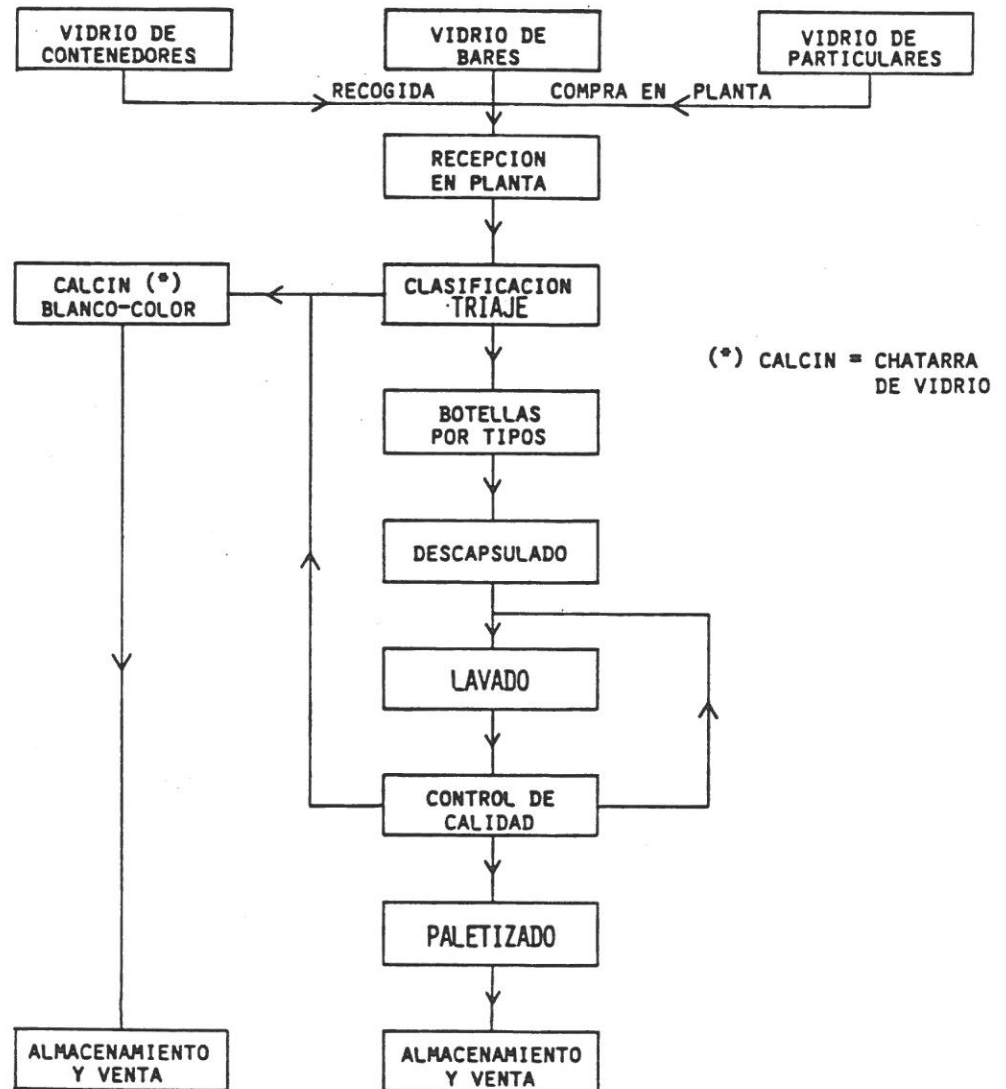 VIDRIO DE
CONTENEDORES
VIDRIO DE
BARES
VIDRIO DE
PARTICULARES
RECOGIDA
COMPRA EN PLANTA
RECEPCION
EN PLANTA
CALCIN (*)
BLANCO-COLOR
CLASIFICACION
TRIAJE
(*) CALCIN = CHATARRA
DE VIDRIO
BOTELLAS
POR TIPOS
DESCAPSULADO
LAVADO
CONTROL DE
CALIDAD
PALETIZADO
ALMACENAMIENTO
Y VENTA
ALMACENAMIENTO
Y VENTA